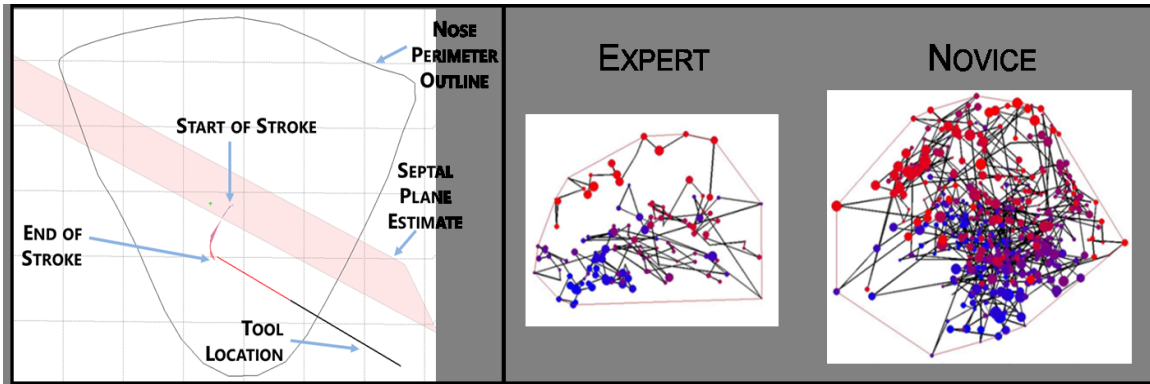 NOSE
PERIMETER
OUTLINE
START OF STROKE
SEPTAL
PLANE
ESTIMATE
END OF
STROKE
TOOL
LOCATION
EXPERT
NOVICE